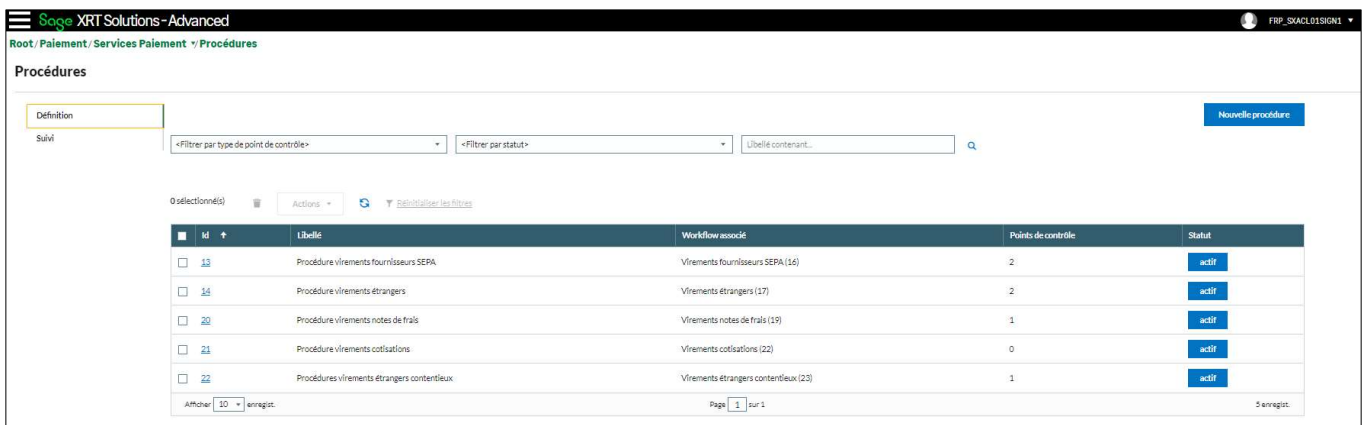 Sage XRT Solutions - Advanced FRP_SXACL01SIGN1
Root / Paiement / Services Paiement / Procédures
Procédures
Définition Nouvelle procédure
Suivi <Filtrer par type de point de contrôle> <Filtrer par statut> Libellé contenant...
0 sélectionné(s) Actions Réinitialiser les filtres
Id Libellé Workflow associé Points de contrôle Statut
13 Procédure virements fournisseurs SEPA Virements fournisseurs SEPA (16) 2 actif
14 Procédure virements étrangers Virements étrangers (17) 2 actif
20 Procédure virements notes de frais Virements notes de frais (19) 1 actif
21 Procédure virements cotisations Virements cotisations (22) 0 actif
22 Procédures virements étrangers contentieux Virements étrangers contentieux (23) 1 actif
Afficher 10 enregist. Page 1 sur 1 5 enregist.